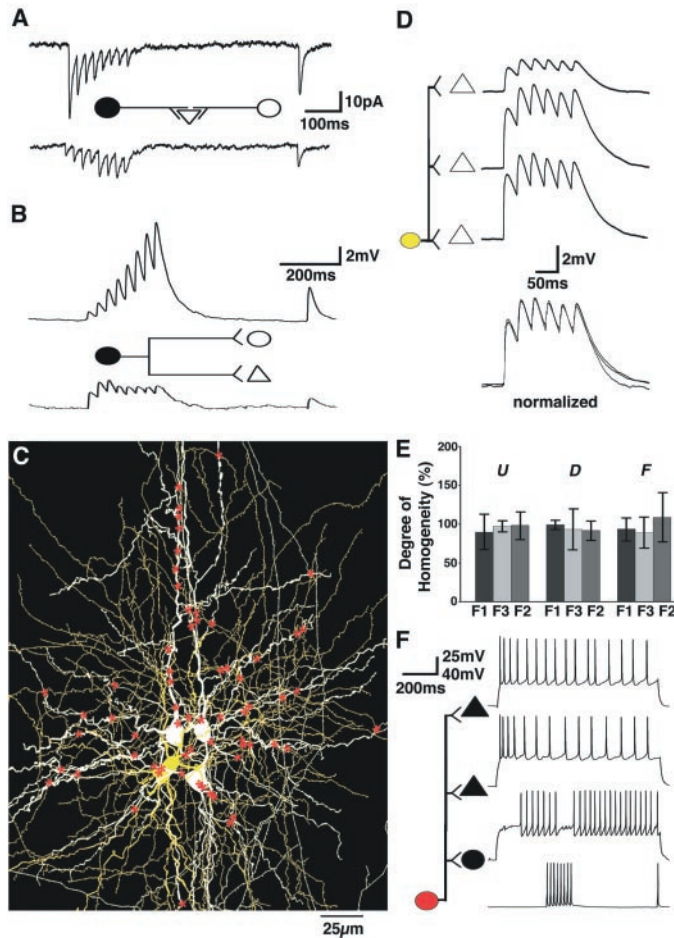 A
10pA
100ms
B
2mV
200ms
C
25µm
D
2mV
50ms
normalized
E
Degree of
Homogeneity (%)
200
150
100
50
0
U D F
F1 F3 F2 F1 F3 F2 F1 F3 F2
F
25mV
40mV
200ms